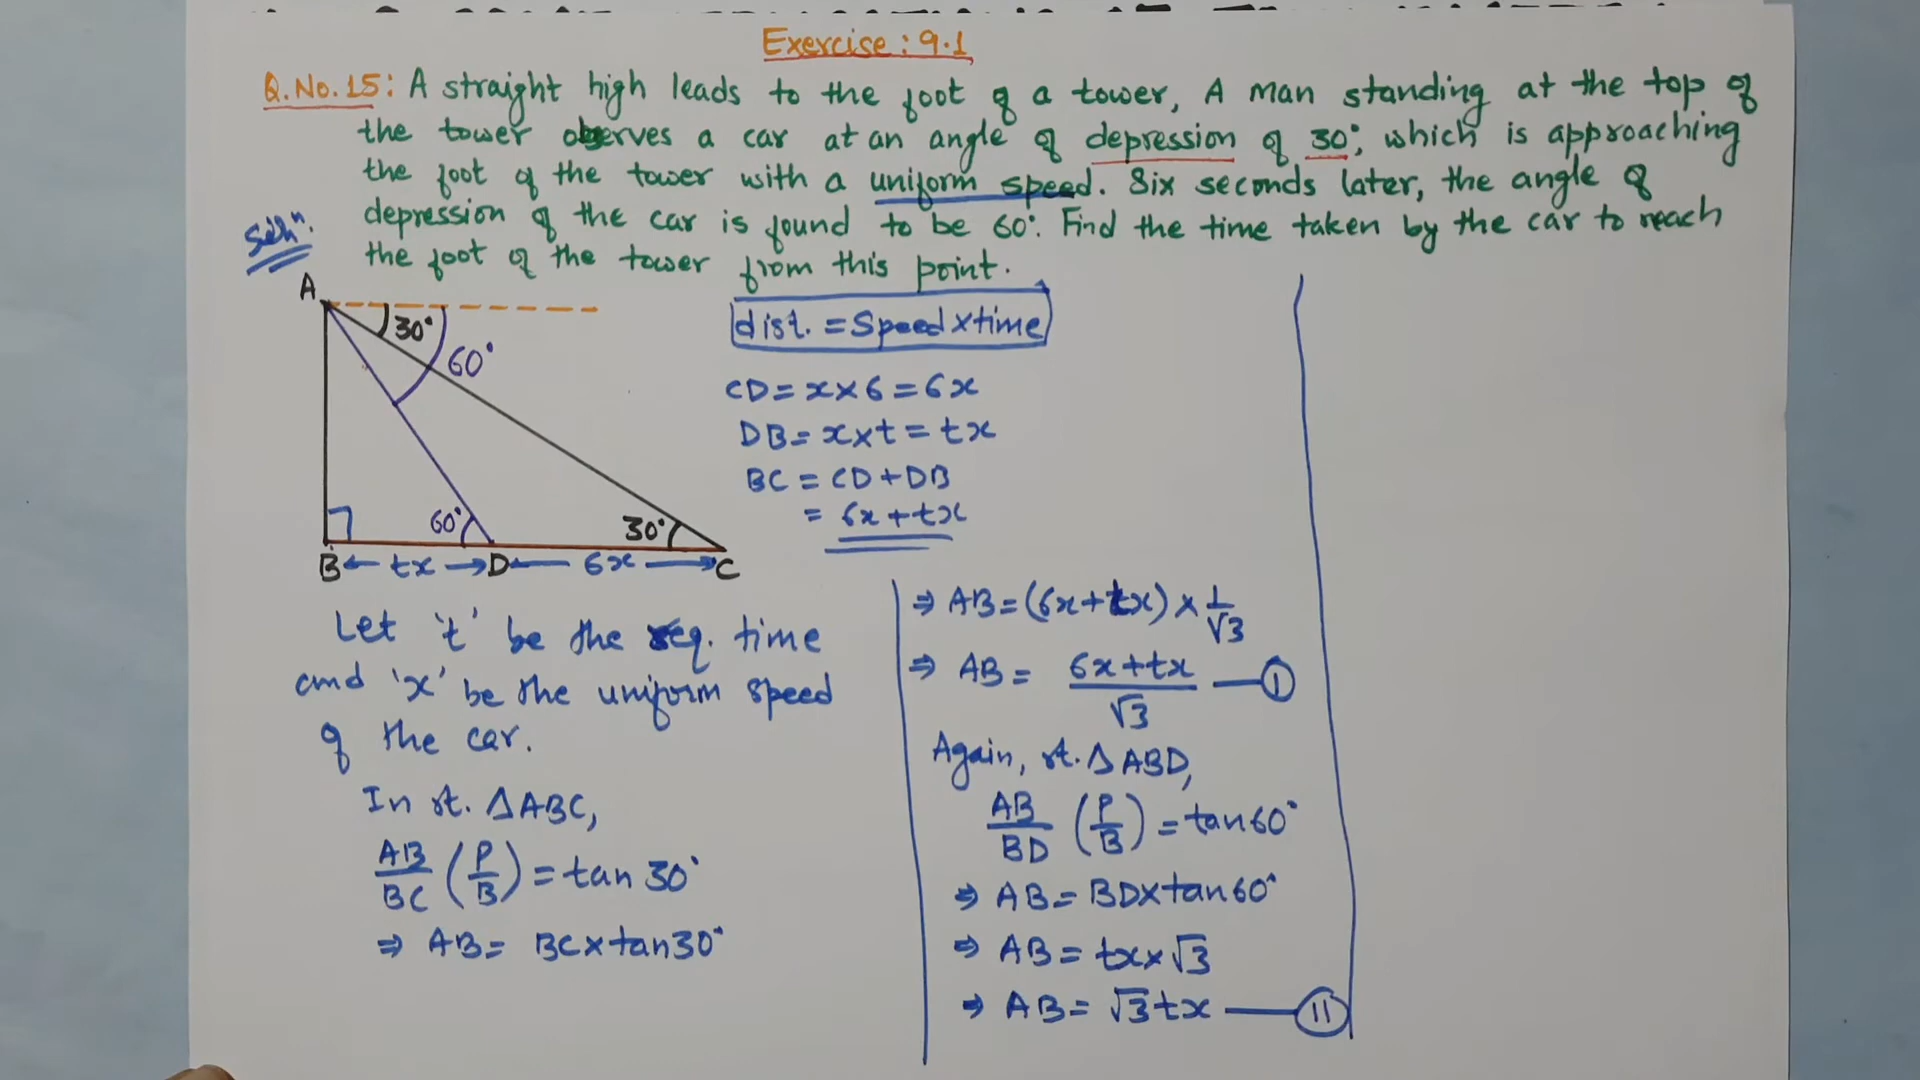 Exercise: 9.1
Q.No.15: A straight high leads to the foot of a tower, A man standing at the top of
the tower observes a car at an angle of depression of 30°, which is approaching
the foot of the tower with a uniform speed. Six seconds later, the angle of
depression of the car is found to be 60°. Find the time taken by the car to reach
the foot of the tower from this point.
Solnⁿ.
A
30°
60°
60°
30°
B tx D 6x C
dist. = Speed × time
CD = x × 6 = 6x
DB = x × t = tx
BC = CD + DB
= 6x + tx
Let 't' be the req. time
and 'x' be the uniform speed
of the car.
In rt. ΔABC,
AB/BC (P/B) = tan 30°
⇒ AB = BC × tan 30°
⇒ AB = (6x + tx) × 1/√3
⇒ AB = (6x + tx)/√3 — (I)
Again, rt. ΔABD,
AB/BD (P/B) = tan 60°
⇒ AB = BD × tan 60°
⇒ AB = tx × √3
⇒ AB = √3 tx — (II)